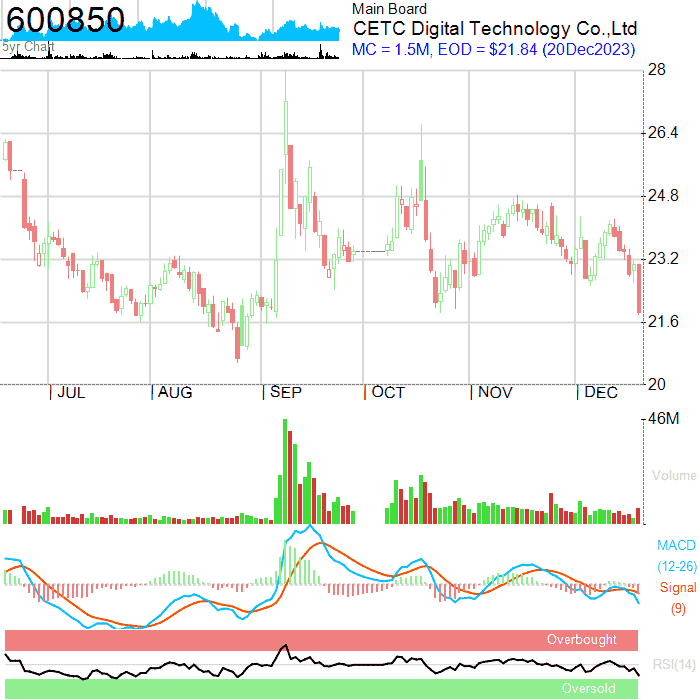 600850
Main Board
CETC Digital Technology Co.,Ltd
5yr Chart
MC = 1.5M, EOD = $21.84 (20Dec2023)
28
26.4
24.8
23.2
21.6
20
JUL AUG SEP OCT NOV DEC
46M
Volume
MACD
(12-26)
Signal
(9)
Overbought
RSI(14)
Oversold